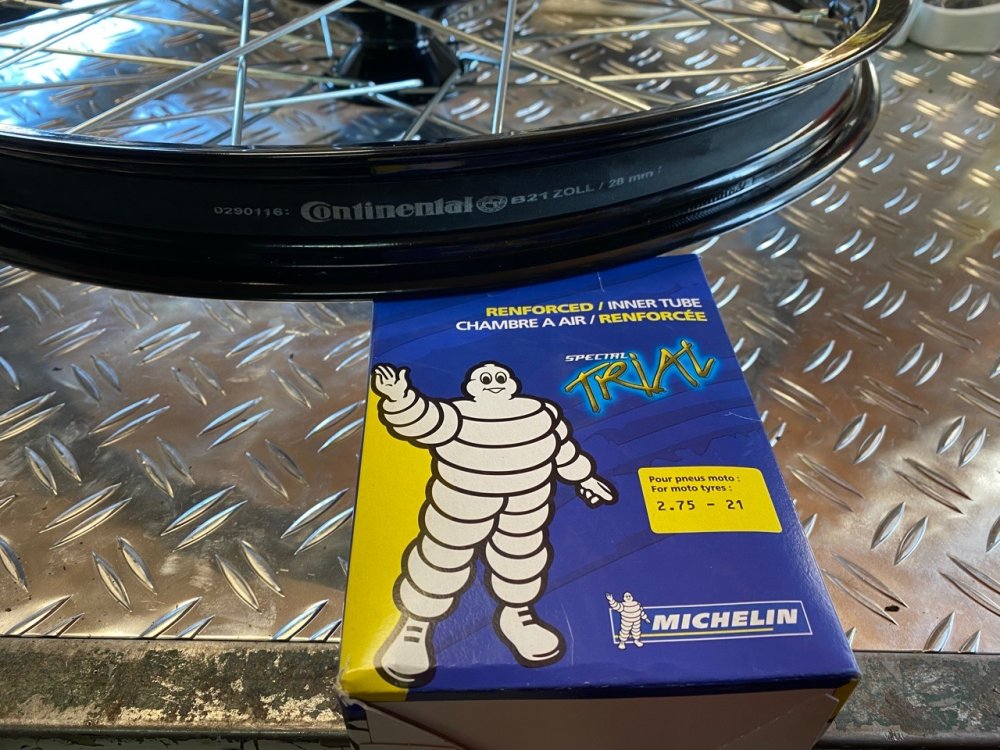 0290116: Continental B21 ZOLL / 28 mm :
RENFORCED / INNER TUBE
CHAMBRE A AIR / RENFORCÉE
SPECIAL
TRIAL
Pour pneus moto :
For moto tyres :
2.75 - 21
MICHELIN